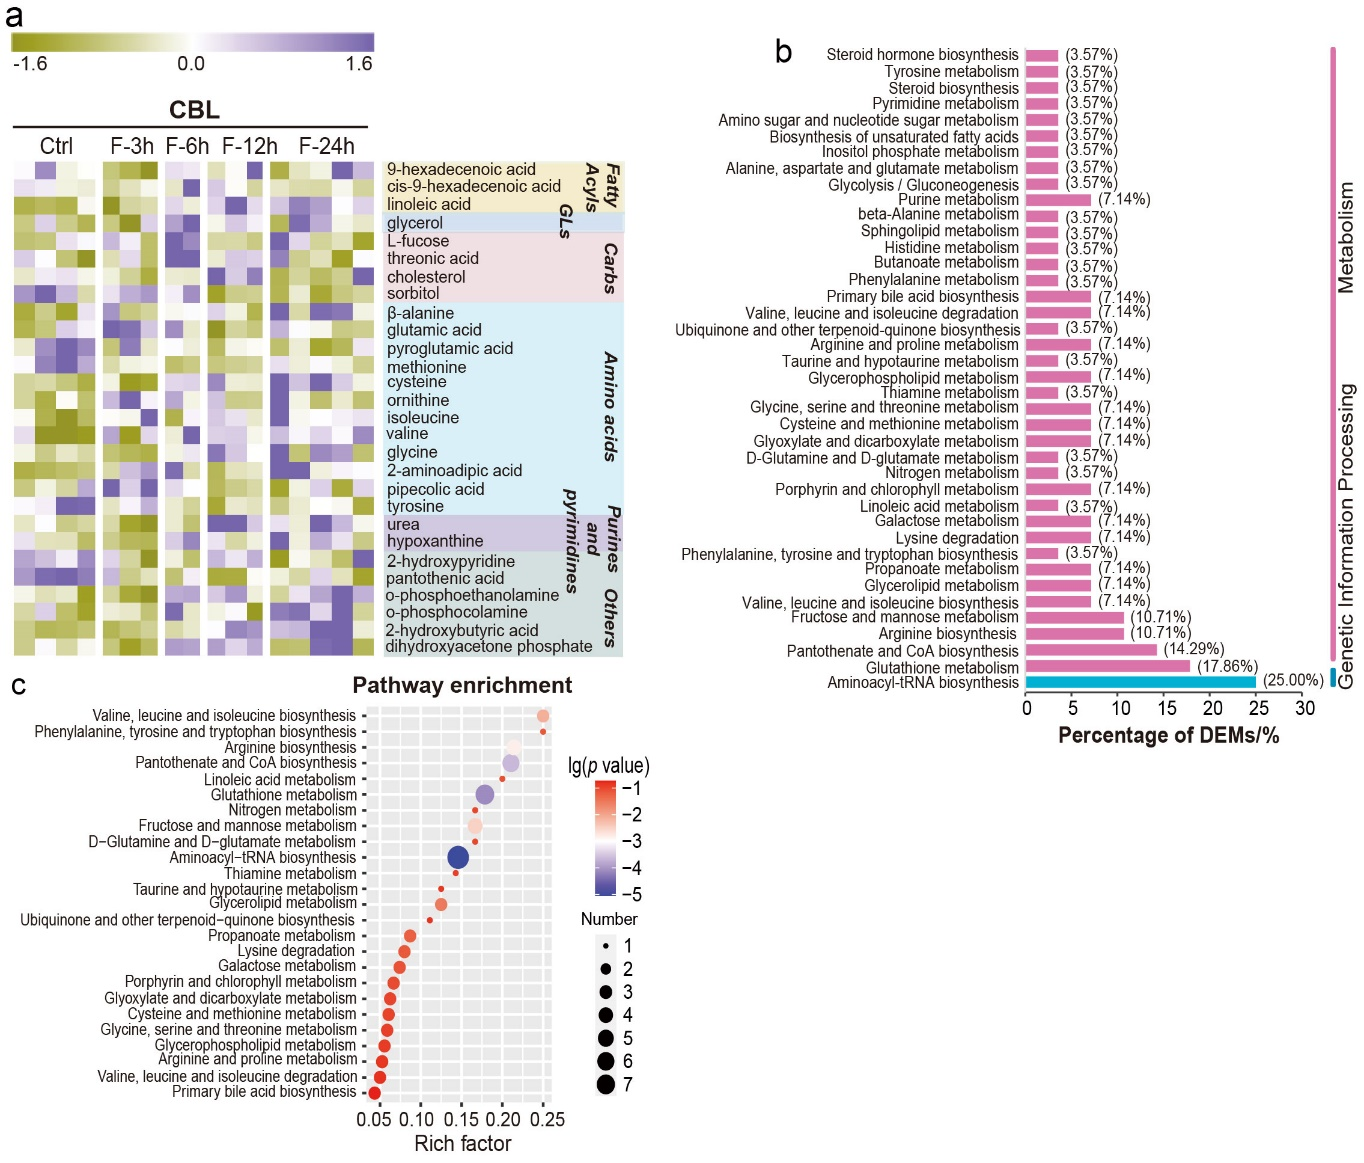 a
-1.6 0.0 1.6
CBL
Ctrl F-3h F-6h F-12h F-24h
9-hexadecenoic acid
cis-9-hexadecenoic acid
linoleic acid
glycerol
L-fucose
threonic acid
cholesterol
sorbitol
β-alanine
glutamic acid
pyroglutamic acid
methionine
cysteine
ornithine
isoleucine
valine
glycine
2-aminoadipic acid
pipecolic acid
tyrosine
urea
hypoxanthine
2-hydroxypyridine
pantothenic acid
o-phosphoethanolamine
o-phosphocolamine
2-hydroxybutyric acid
dihydroxyacetone phosphate
Fatty
Acyls
GLs
Carbs
Amino acids
Purines
and
pyrimidines
Others
b
Steroid hormone biosynthesis (3.57%)
Tyrosine metabolism (3.57%)
Steroid biosynthesis (3.57%)
Pyrimidine metabolism (3.57%)
Amino sugar and nucleotide sugar metabolism (3.57%)
Biosynthesis of unsaturated fatty acids (3.57%)
Inositol phosphate metabolism (3.57%)
Alanine, aspartate and glutamate metabolism (3.57%)
Glycolysis / Gluconeogenesis (3.57%)
Purine metabolism (7.14%)
beta-Alanine metabolism (3.57%)
Sphingolipid metabolism (3.57%)
Histidine metabolism (3.57%)
Butanoate metabolism (3.57%)
Phenylalanine metabolism (3.57%)
Primary bile acid biosynthesis (7.14%)
Valine, leucine and isoleucine degradation (7.14%)
Ubiquinone and other terpenoid-quinone biosynthesis (3.57%)
Arginine and proline metabolism (7.14%)
Taurine and hypotaurine metabolism (3.57%)
Glycerophospholipid metabolism (7.14%)
Thiamine metabolism (3.57%)
Glycine, serine and threonine metabolism (7.14%)
Cysteine and methionine metabolism (7.14%)
Glyoxylate and dicarboxylate metabolism (7.14%)
D-Glutamine and D-glutamate metabolism (3.57%)
Nitrogen metabolism (3.57%)
Porphyrin and chlorophyll metabolism (7.14%)
Linoleic acid metabolism (3.57%)
Galactose metabolism (7.14%)
Lysine degradation (7.14%)
Phenylalanine, tyrosine and tryptophan biosynthesis (3.57%)
Propanoate metabolism (7.14%)
Glycerolipid metabolism (7.14%)
Valine, leucine and isoleucine biosynthesis (7.14%)
Fructose and mannose metabolism (10.71%)
Arginine biosynthesis (10.71%)
Pantothenate and CoA biosynthesis (14.29%)
Glutathione metabolism (17.86%)
Aminoacyl-tRNA biosynthesis (25.00%)
0 5 10 15 20 25 30
Percentage of DEMs/%
Metabolism
Genetic Information Processing
c
Pathway enrichment
Valine, leucine and isoleucine biosynthesis
Phenylalanine, tyrosine and tryptophan biosynthesis
Arginine biosynthesis
Pantothenate and CoA biosynthesis
Linoleic acid metabolism
Glutathione metabolism
Nitrogen metabolism
Fructose and mannose metabolism
D−Glutamine and D−glutamate metabolism
Aminoacyl−tRNA biosynthesis
Thiamine metabolism
Taurine and hypotaurine metabolism
Glycerolipid metabolism
Ubiquinone and other terpenoid−quinone biosynthesis
Propanoate metabolism
Lysine degradation
Galactose metabolism
Porphyrin and chlorophyll metabolism
Glyoxylate and dicarboxylate metabolism
Cysteine and methionine metabolism
Glycine, serine and threonine metabolism
Glycerophospholipid metabolism
Arginine and proline metabolism
Valine, leucine and isoleucine degradation
Primary bile acid biosynthesis
0.05 0.10 0.15 0.20 0.25
Rich factor
lg(p value)
−1
−2
−3
−4
−5
Number
1
2
3
4
5
6
7